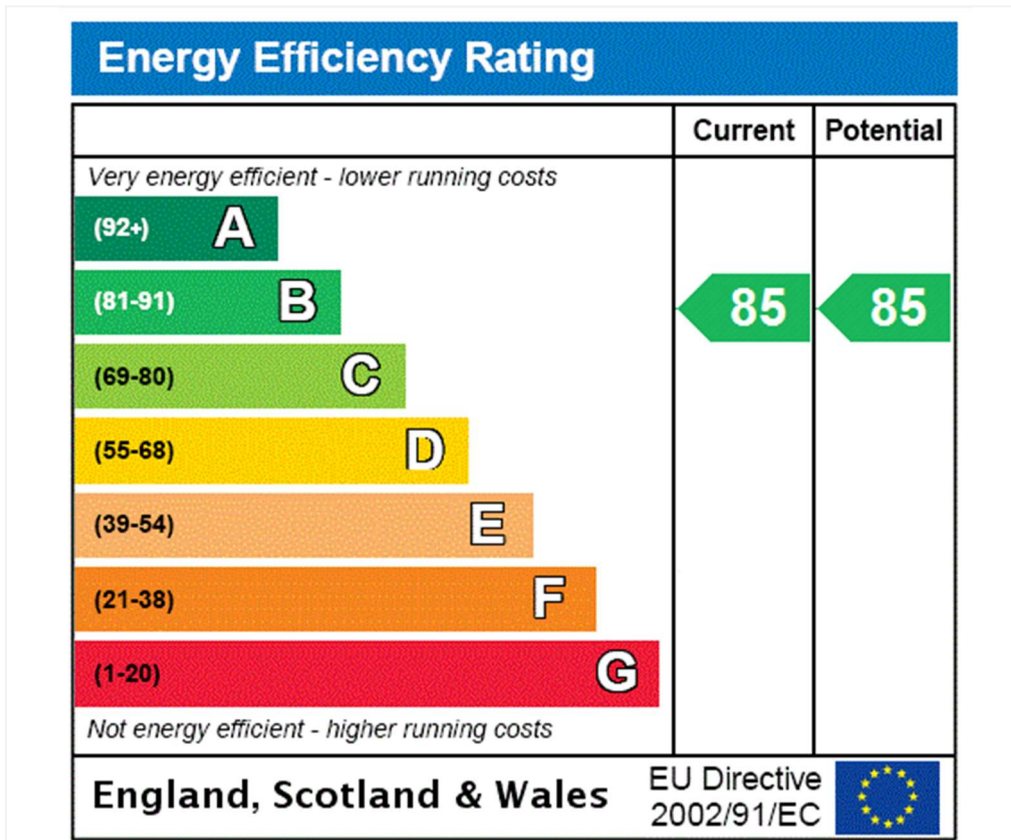 Energy Efficiency Rating
Current Potential
Very energy efficient - lower running costs
(92+) A
(81-91) B 85 85
(69-80) C
(55-68) D
(39-54) E
(21-38) F
(1-20) G
Not energy efficient - higher running costs
England, Scotland & Wales
EU Directive
2002/91/EC